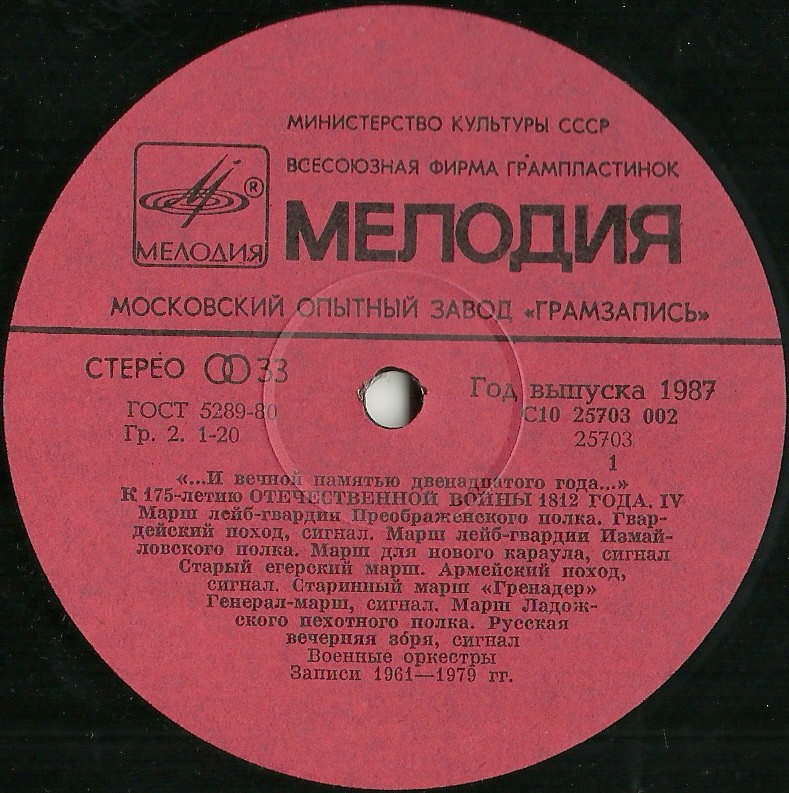 МИНИСТЕРСТВО КУЛЬТУРЫ СССР
ВСЕСОЮЗНАЯ ФИРМА ГРАМПЛАСТИНОК
®
МЕЛОДИЯ
МЕЛОДИЯ
МОСКОВСКИЙ ОПЫТНЫЙ ЗАВОД «ГРАМЗАПИСЬ»
СТЕРЕО 33
Год выпуска 1987
ГОСТ 5289-80
С10 25703 002
Гр. 2. 1-20
25703
1
«...И вечной памятью двенадцатого года...»
К 175-летию ОТЕЧЕСТВЕННОЙ ВОЙНЫ 1812 ГОДА. IV
Марш лейб-гвардии Преображенского полка. Гвар-
дейский поход, сигнал. Марш лейб-гвардии Измай-
ловского полка. Марш для нового караула, сигнал
Старый егерский марш. Армейский поход,
сигнал. Старинный марш «Гренадер»
Генерал-марш, сигнал. Марш Ладож-
ского пехотного полка. Русская
вечерняя зо́ря, сигнал
Военные оркестры
Записи 1961—1979 гг.